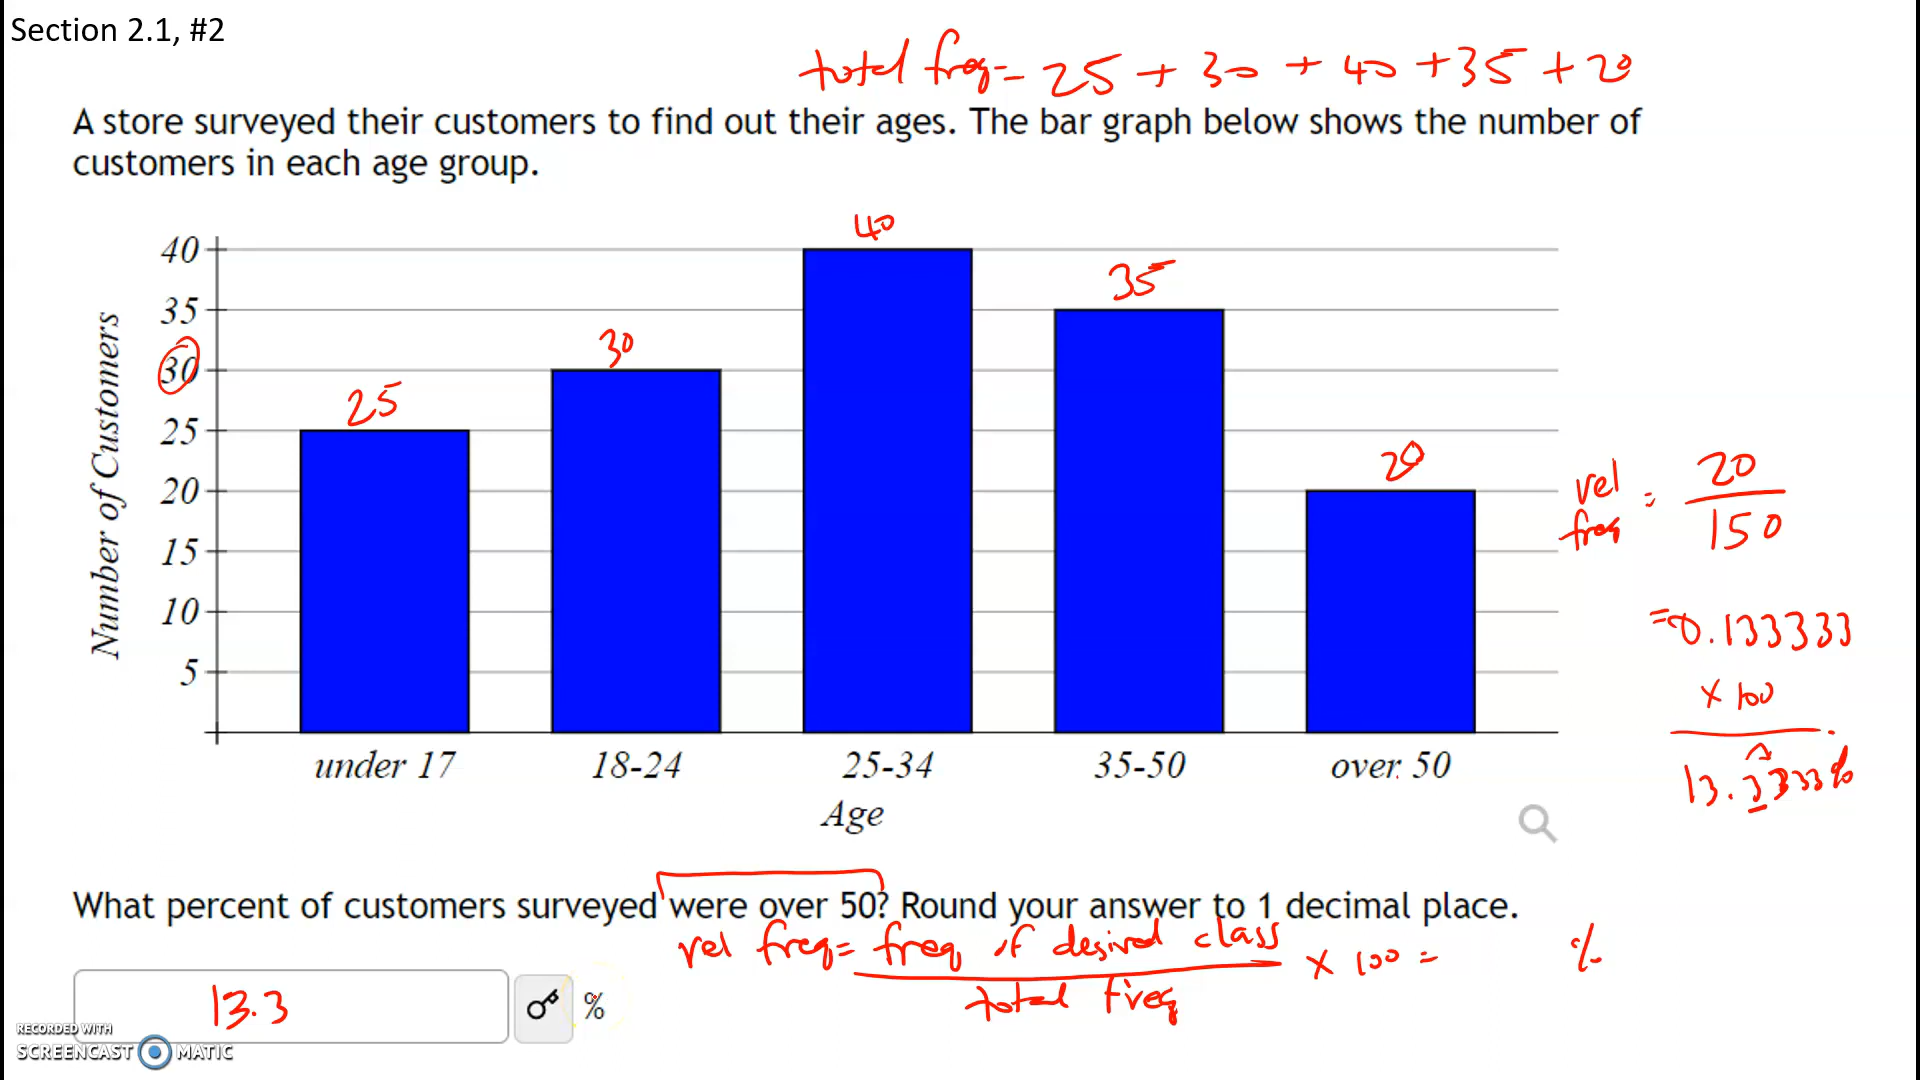 Section 2.1, #2
total freq = 25 + 30 + 40 + 35 + 20
A store surveyed their customers to find out their ages. The bar graph below shows the number of
customers in each age group.
Number of Customers
40
35
30
25
20
15
10
5
25
30
40
35
20
under 17
18-24
25-34
35-50
over 50
Age
rel freq = 20/150
=0.133333
x 100
13.33333%
What percent of customers surveyed were over 50? Round your answer to 1 decimal place.
rel freq = freq of desired class / total freq x 100 = %
13.3 %
RECORDED WITH
SCREENCAST MATIC